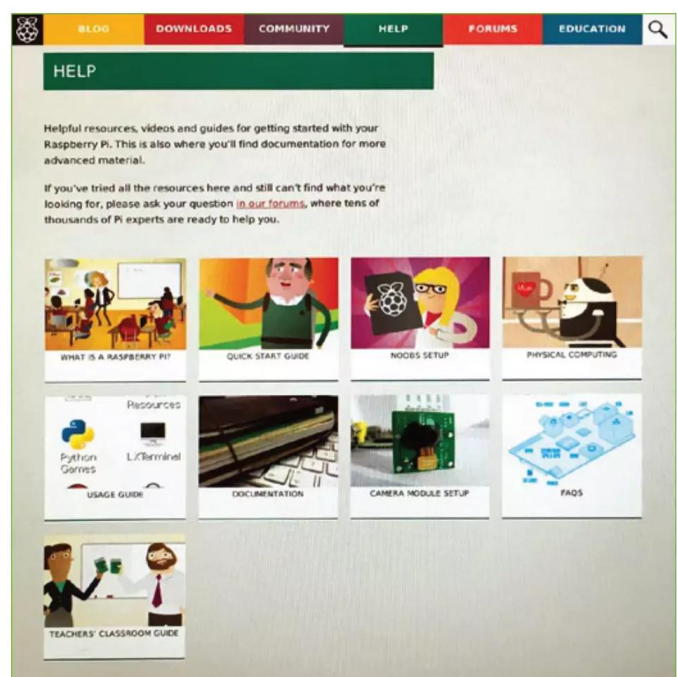 BLOG DOWNLOADS COMMUNITY HELP FORUMS EDUCATION
HELP
Helpful resources, videos and guides for getting started with your
Raspberry Pi. This is also where you'll find documentation for more
advanced material.
If you've tried all the resources here and still can't find what you're
looking for, please ask your question in our forums, where tens of
thousands of Pi experts are ready to help you.
WHAT IS A RASPBERRY PI?
QUICK START GUIDE
NOOBS SETUP
PHYSICAL COMPUTING
Resources
Python
Games
LXTerminal
USAGE GUIDE
DOCUMENTATION
CAMERA MODULE SETUP
FAQS
TEACHERS' CLASSROOM GUIDE